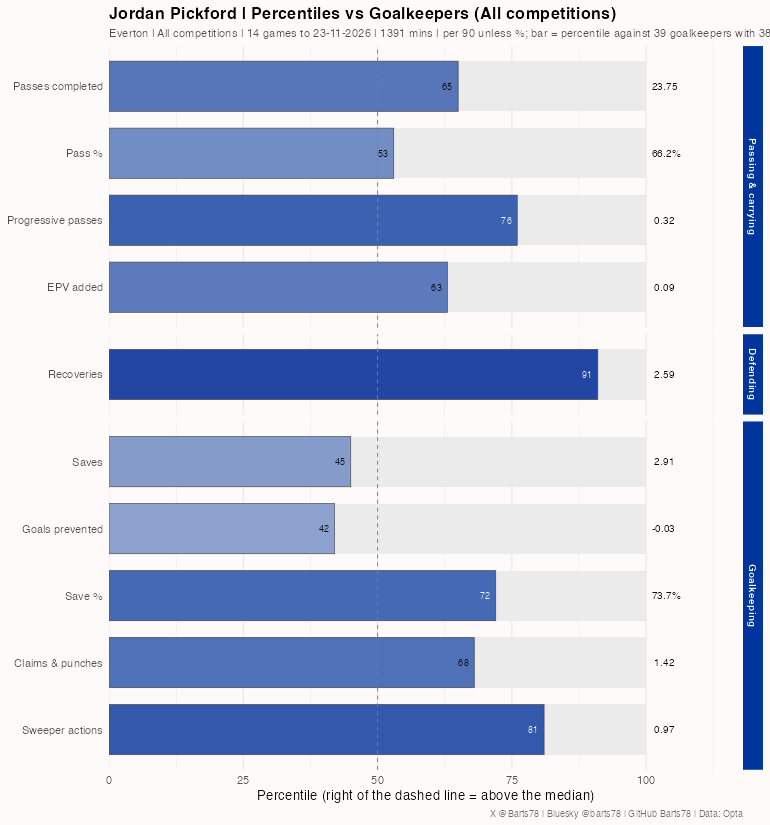 Jordan Pickford | Percentiles vs Goalkeepers (All competitions)
Everton | All competitions | 14 games to 23-11-2026 | 1391 mins | per 90 unless %; bar = percentile against 39 goalkeepers with 38
Passes completed 65 23.75
Pass % 53 66.2%
Progressive passes 76 0.32
EPV added 63 0.09
Passing & carrying
Recoveries 91 2.59
Defending
Saves 45 2.91
Goals prevented 42 -0.03
Save % 72 73.7%
Claims & punches 68 1.42
Sweeper actions 81 0.97
Goalkeeping
0 25 50 75 100
Percentile (right of the dashed line = above the median)
X @Barts78 | Bluesky @barts78 | GitHub Barts78 | Data: Opta